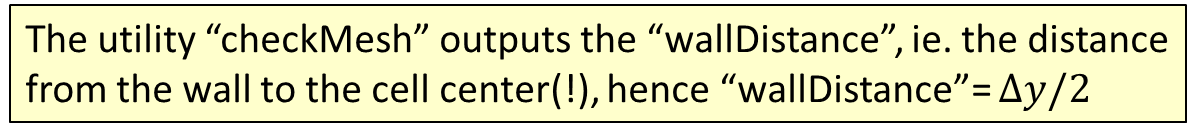 The utility “checkMesh” outputs the “wallDistance”, ie. the distance
from the wall to the cell center(!), hence “wallDistance”= Δy/2